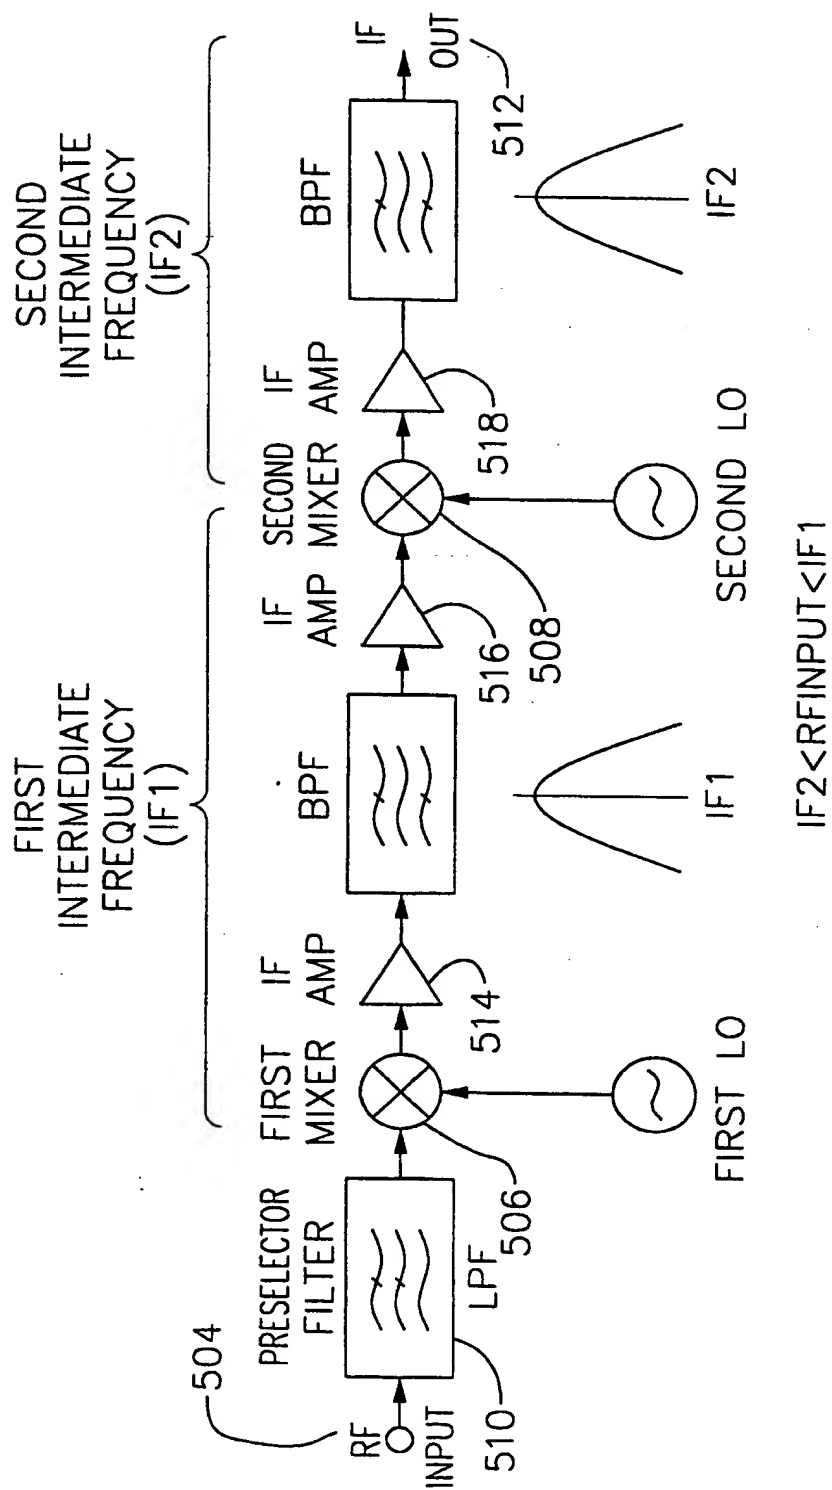 FIRST
INTERMEDIATE
FREQUENCY
(IF1)
SECOND
INTERMEDIATE
FREQUENCY
(IF2)
504
RF
INPUT
510
PRESELECTOR
FILTER
LPF
FIRST
MIXER
506
FIRST LO
IF
AMP
514
BPF
IF1
IF
AMP
516
SECOND
MIXER
508
SECOND LO
IF
AMP
518
BPF
IF2
IF
OUT
512
IF2<RFINPUT<IF1